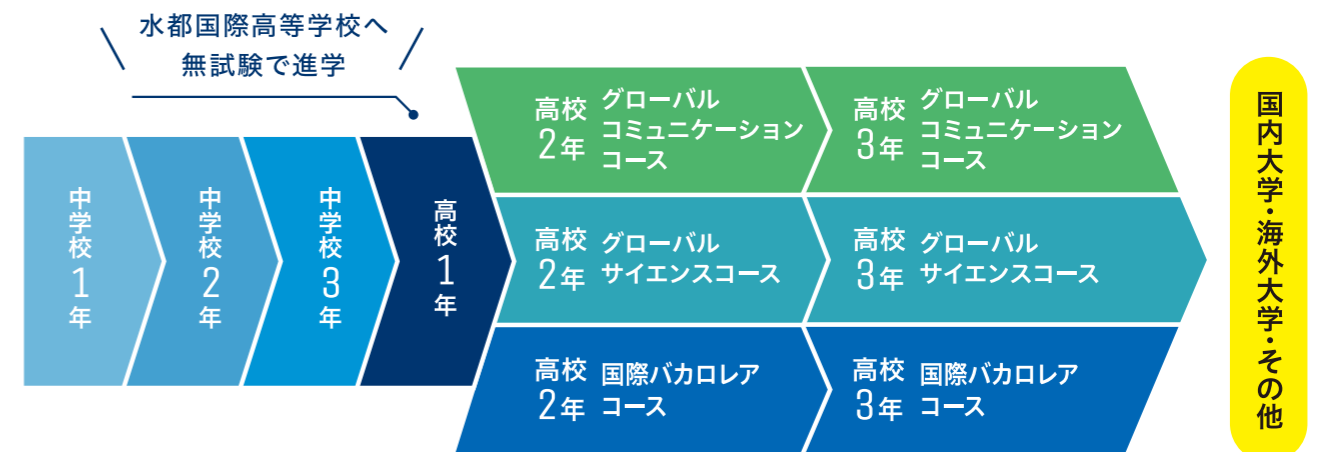 水都国際高等学校へ
無試験で進学
中学校1年
中学校2年
中学校3年
高校1年
高校
2年
グローバル
コミュニケーション
コース
高校
3年
グローバル
コミュニケーション
コース
高校
2年
グローバル
サイエンスコース
高校
3年
グローバル
サイエンスコース
高校
2年
国際バカロレア
コース
高校
3年
国際バカロレア
コース
国内大学・海外大学・その他